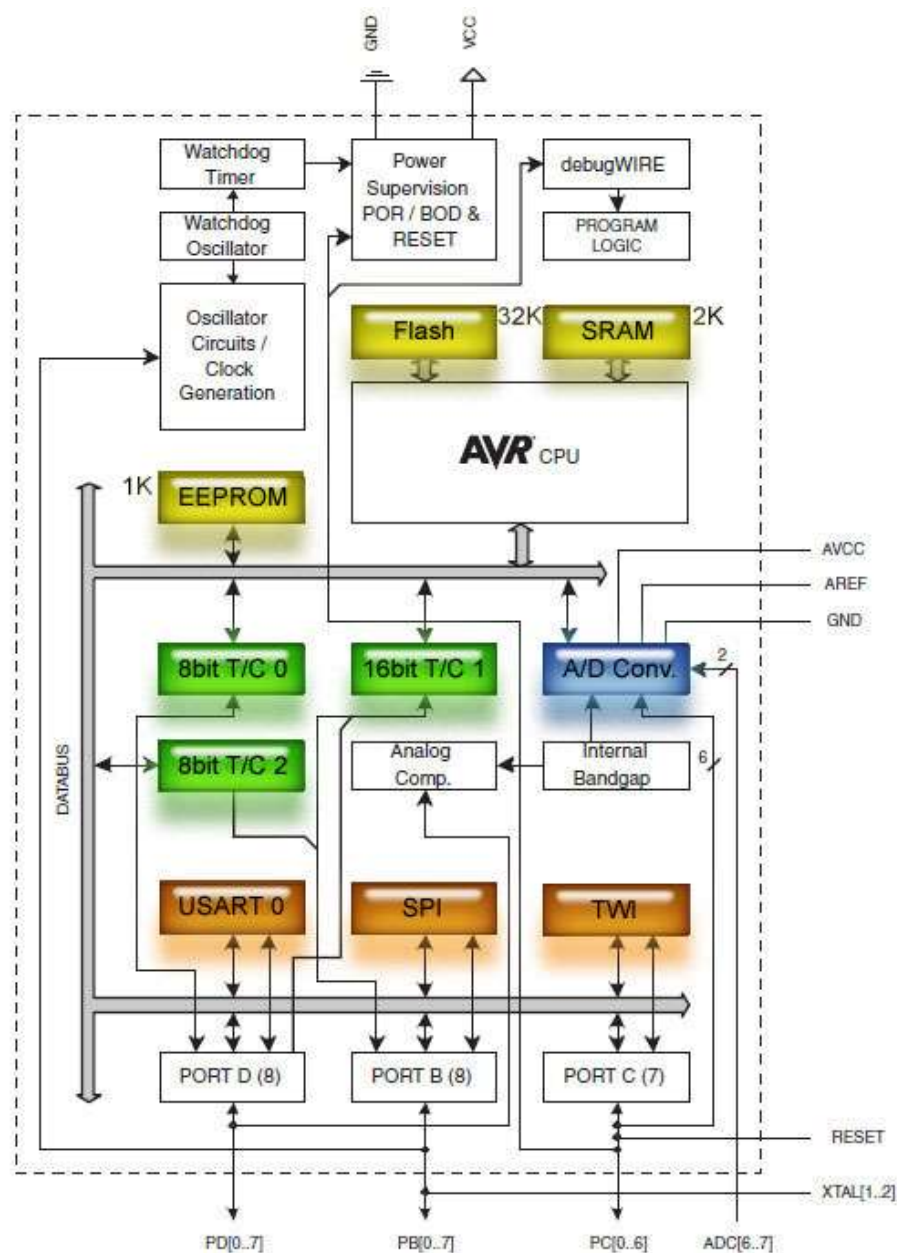 GND
VCC
Watchdog
Timer
Power
Supervision
POR / BOD &
RESET
debugWIRE
Watchdog
Oscillator
PROGRAM
LOGIC
Oscillator
Circuits /
Clock
Generation
Flash
32K
SRAM
2K
AVR CPU
1K
EEPROM
AVCC
AREF
GND
8bit T/C 0
16bit T/C 1
A/D Conv.
2
8bit T/C 2
Analog
Comp.
Internal
Bandgap
6
DATABUS
USART 0
SPI
TWI
PORT D (8)
PORT B (8)
PORT C (7)
RESET
XTAL[1..2]
PD[0..7]
PB[0..7]
PC[0..6]
ADC[6..7]